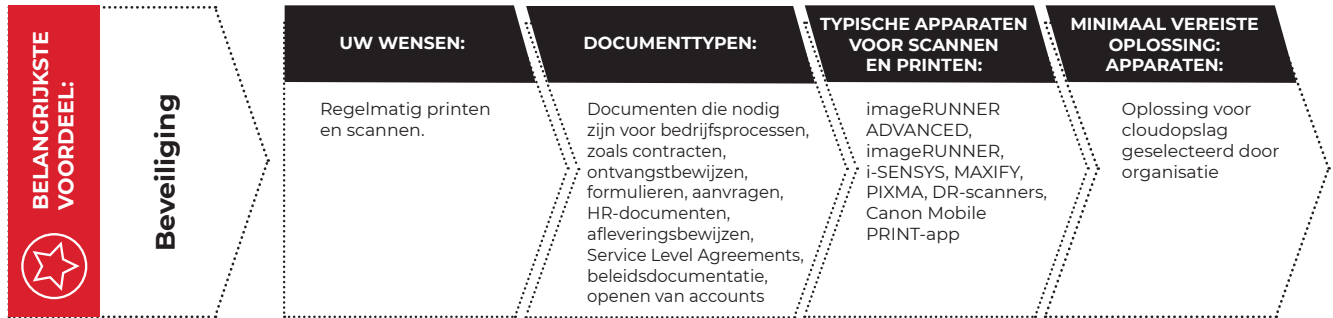 BELANGRIJKSTE
VOORDEEL:
Beveiliging
UW WENSEN:
Regelmatig printen
en scannen.
DOCUMENTTYPEN:
Documenten die nodig
zijn voor bedrijfsprocessen,
zoals contracten,
ontvangstbewijzen,
formulieren, aanvragen,
HR-documenten,
afleveringsbewijzen,
Service Level Agreements,
beleidsdocumentatie,
openen van accounts
TYPISCHE APPARATEN
VOOR SCANNEN
EN PRINTEN:
imageRUNNER
ADVANCED,
imageRUNNER,
i-SENSYS, MAXIFY,
PIXMA, DR-scanners,
Canon Mobile
PRINT-app
MINIMAAL VEREISTE
OPLOSSING:
APPARATEN:
Oplossing voor
cloudopslag
geselecteerd door
organisatie